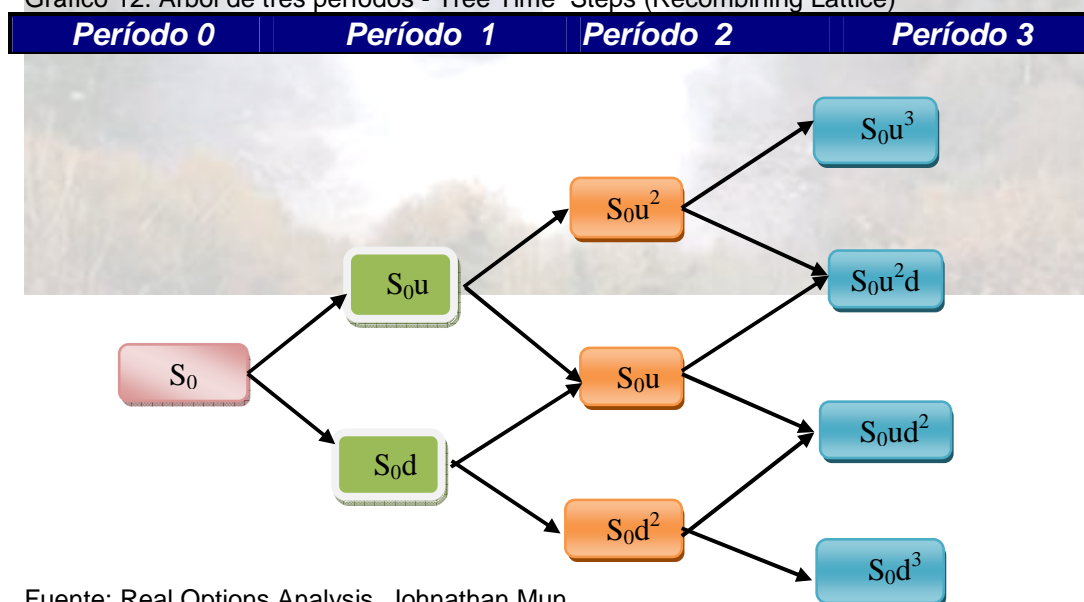 Gráfico 12: Árbol de tres períodos - Tree Time Steps (Recombining Lattice)
Período 0 Período 1 Período 2 Período 3
S₀u³
S₀u²
S₀u S₀u²d
S₀ S₀u
S₀ud²
S₀d
S₀d²
S₀d³
Fuente: Real Options Analysis, Johnathan Mun